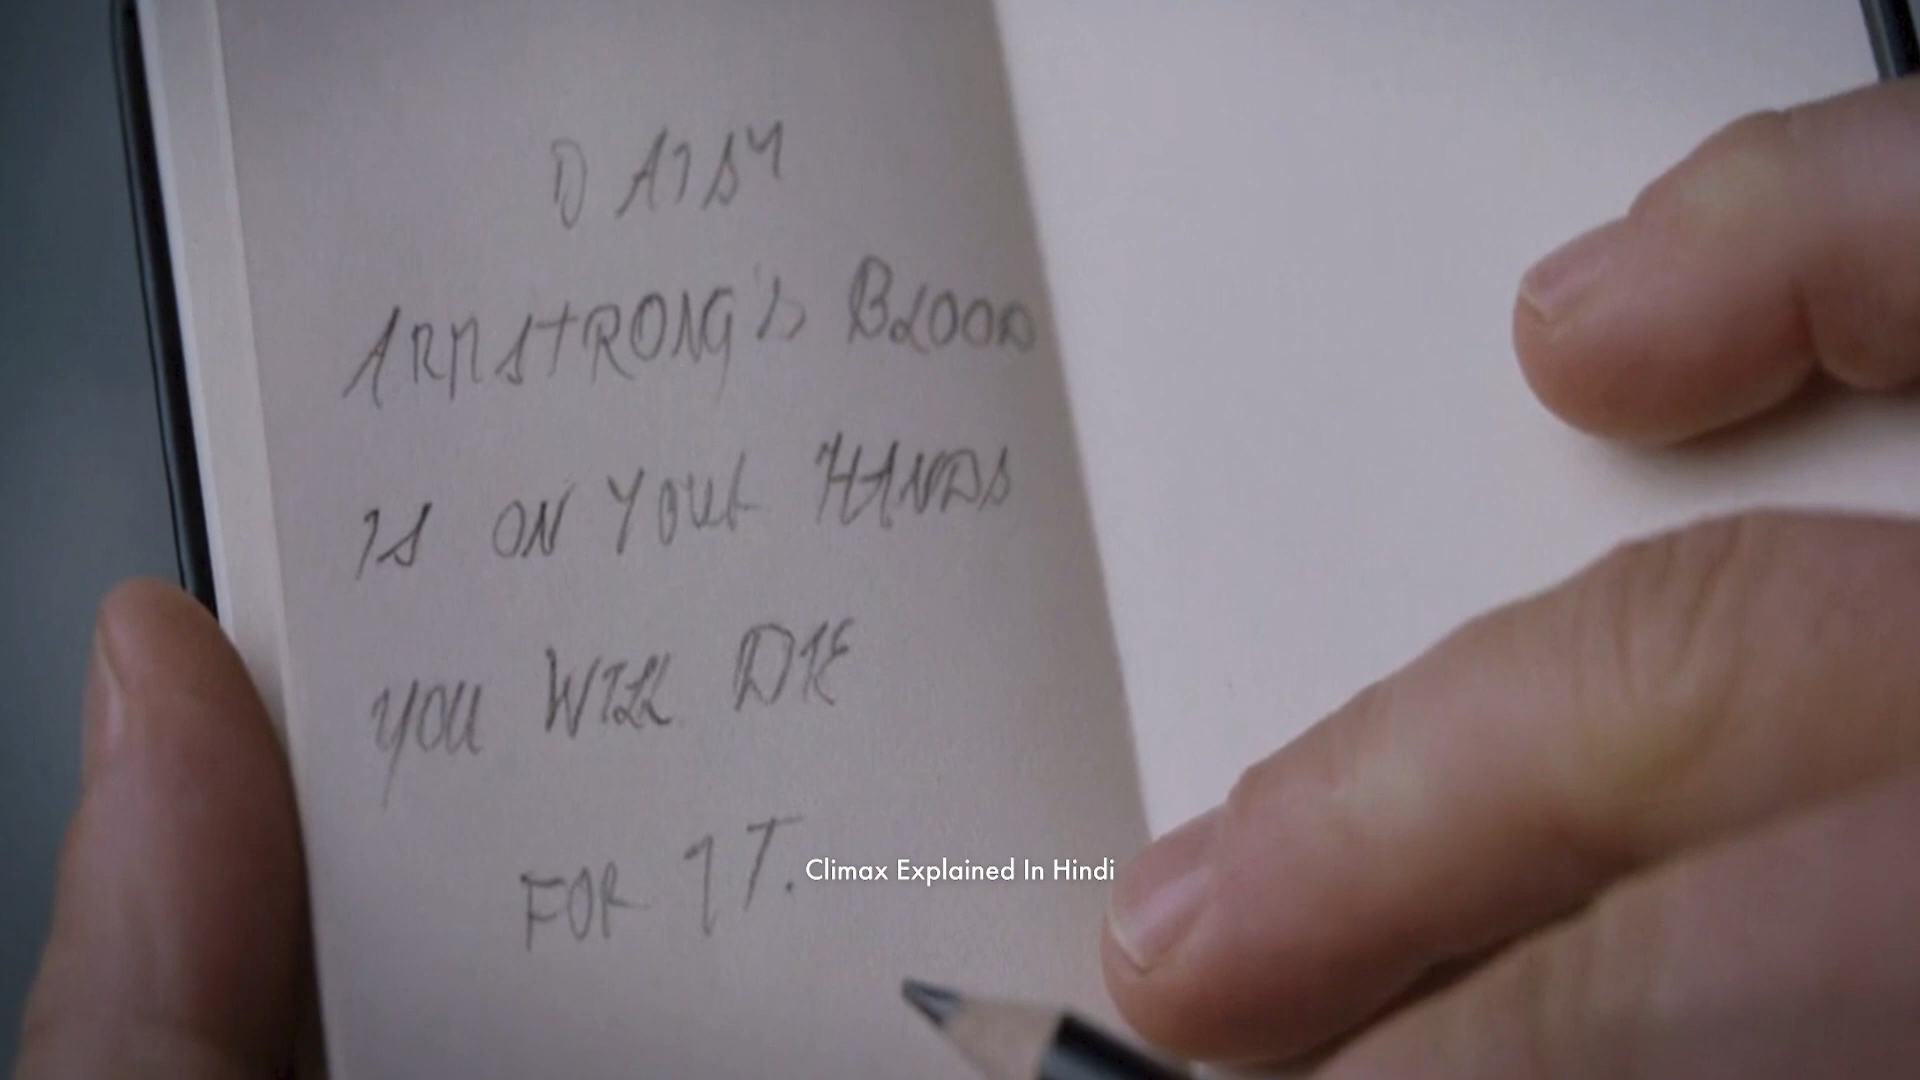 DAISY
ARMSTRONG'S BLOOD
IS ON YOUR HANDS
YOU WILL DIE
FOR IT.
Climax Explained In Hindi